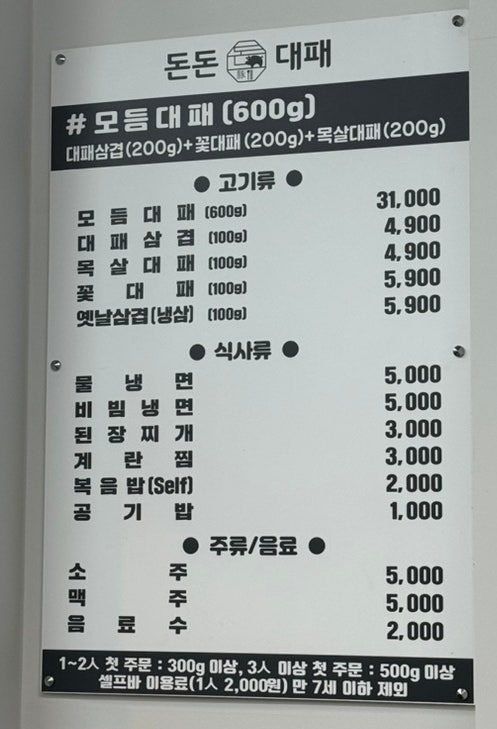 돈돈 대패
# 모듬대패 (600g)
대패삼겹(200g)+꽃대패(200g)+목살대패(200g)
● 고기류 ●
모듬대패 (600g) 31,000
대패삼겹 (100g) 4,900
목살대패 (100g) 4,900
꽃대패 (100g) 5,900
옛날삼겹(냉삼) (100g) 5,900
● 식사류 ●
물냉면 5,000
비빔냉면 5,000
된장찌개 3,000
계란찜 3,000
볶음밥(Self) 2,000
공기밥 1,000
● 주류/음료 ●
소주 5,000
맥주 5,000
음료수 2,000
1~2人 첫 주문 : 300g 이상, 3人 이상 첫 주문 : 500g 이상
셀프바 이용료(1人 2,000원) 만 7세 이하 제외